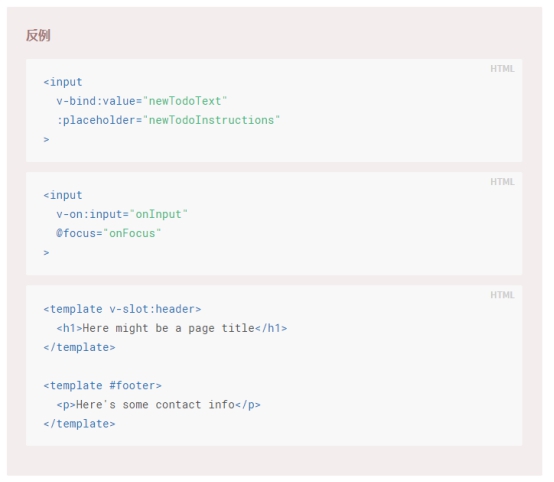 反例
HTML
<input
  v-bind:value="newTodoText"
  :placeholder="newTodoInstructions"
>
HTML
<input
  v-on:input="onInput"
  @focus="onFocus"
>
HTML
<template v-slot:header>
  <h1>Here might be a page title</h1>
</template>

<template #footer>
  <p>Here's some contact info</p>
</template>